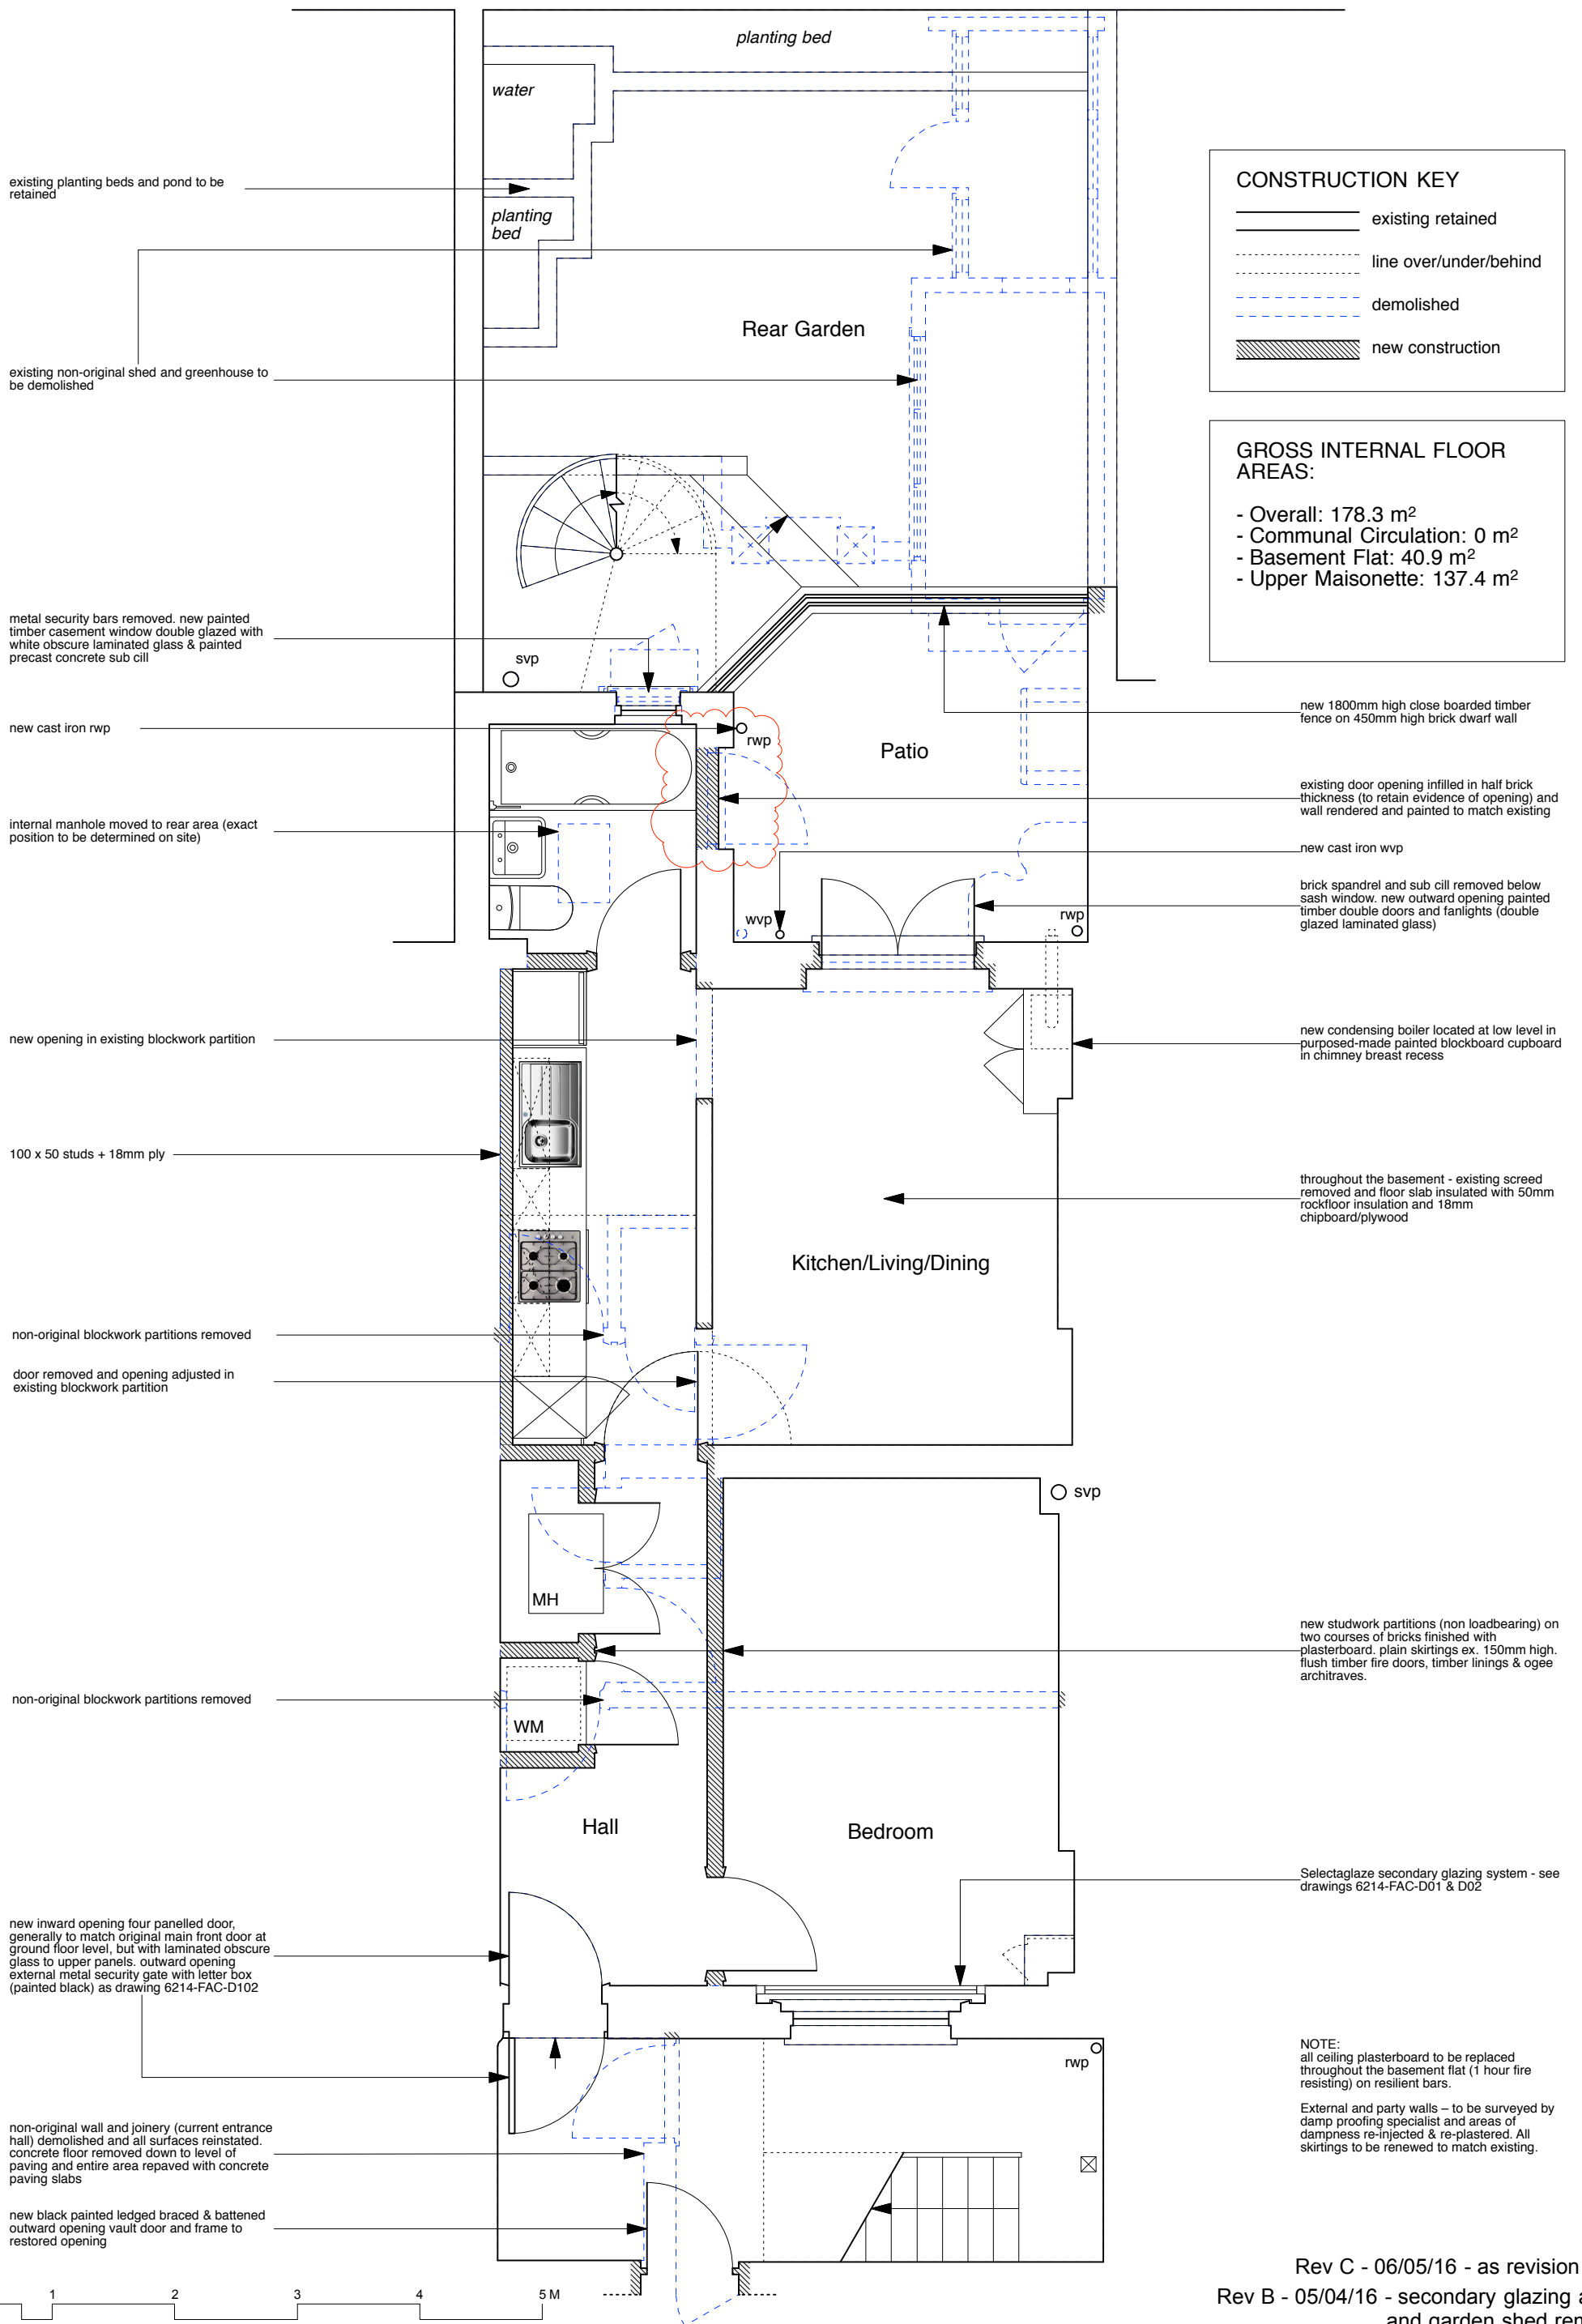 planting bed
water
existing planting beds and pond to be
retained
planting
bed
existing non-original shed and greenhouse to
be demolished
Rear Garden
CONSTRUCTION KEY
existing retained
line over/under/behind
demolished
new construction
GROSS INTERNAL FLOOR
AREAS:
- Overall: 178.3 m²
- Communal Circulation: 0 m²
- Basement Flat: 40.9 m²
- Upper Maisonette: 137.4 m²
metal security bars removed. new painted
timber casement window double glazed with
white obscure laminated glass & painted
precast concrete sub cill
svp
new cast iron rwp
rwp
Patio
new 1800mm high close boarded timber
fence on 450mm high brick dwarf wall
existing door opening infilled in half brick
thickness (to retain evidence of opening) and
wall rendered and painted to match existing
internal manhole moved to rear area (exact
position to be determined on site)
new cast iron wvp
brick spandrel and sub cill removed below
sash window. new outward opening painted
timber double doors and fanlights (double
glazed laminated glass)
wvp
rwp
new opening in existing blockwork partition
new condensing boiler located at low level in
purposed-made painted blockboard cupboard
in chimney breast recess
100 x 50 studs + 18mm ply
throughout the basement - existing screed
removed and floor slab insulated with 50mm
rockfloor insulation and 18mm
chipboard/plywood
Kitchen/Living/Dining
non-original blockwork partitions removed
door removed and opening adjusted in
existing blockwork partition
svp
MH
new studwork partitions (non loadbearing) on
two courses of bricks finished with
plasterboard. plain skirtings ex. 150mm high.
flush timber fire doors, timber linings & ogee
architraves.
non-original blockwork partitions removed
WM
Hall
Bedroom
Selectaglaze secondary glazing system - see
drawings 6214-FAC-D01 & D02
new inward opening four panelled door,
generally to match original main front door at
ground floor level, but with laminated obscure
glass to upper panels. outward opening
external metal security gate with letter box
(painted black) as drawing 6214-FAC-D102
rwp
NOTE:
all ceiling plasterboard to be replaced
throughout the basement flat (1 hour fire
resisting) on resilient bars.
External and party walls – to be surveyed by
damp proofing specialist and areas of
dampness re-injected & re-plastered. All
skirtings to be renewed to match existing.
non-original wall and joinery (current entrance
hall) demolished and all surfaces reinstated.
concrete floor removed down to level of
paving and entire area repaved with concrete
paving slabs
new black painted ledged braced & battened
outward opening vault door and frame to
restored opening
1 2 3 4 5 M
Rev C - 06/05/16 - as revision
Rev B - 05/04/16 - secondary glazing
and garden shed